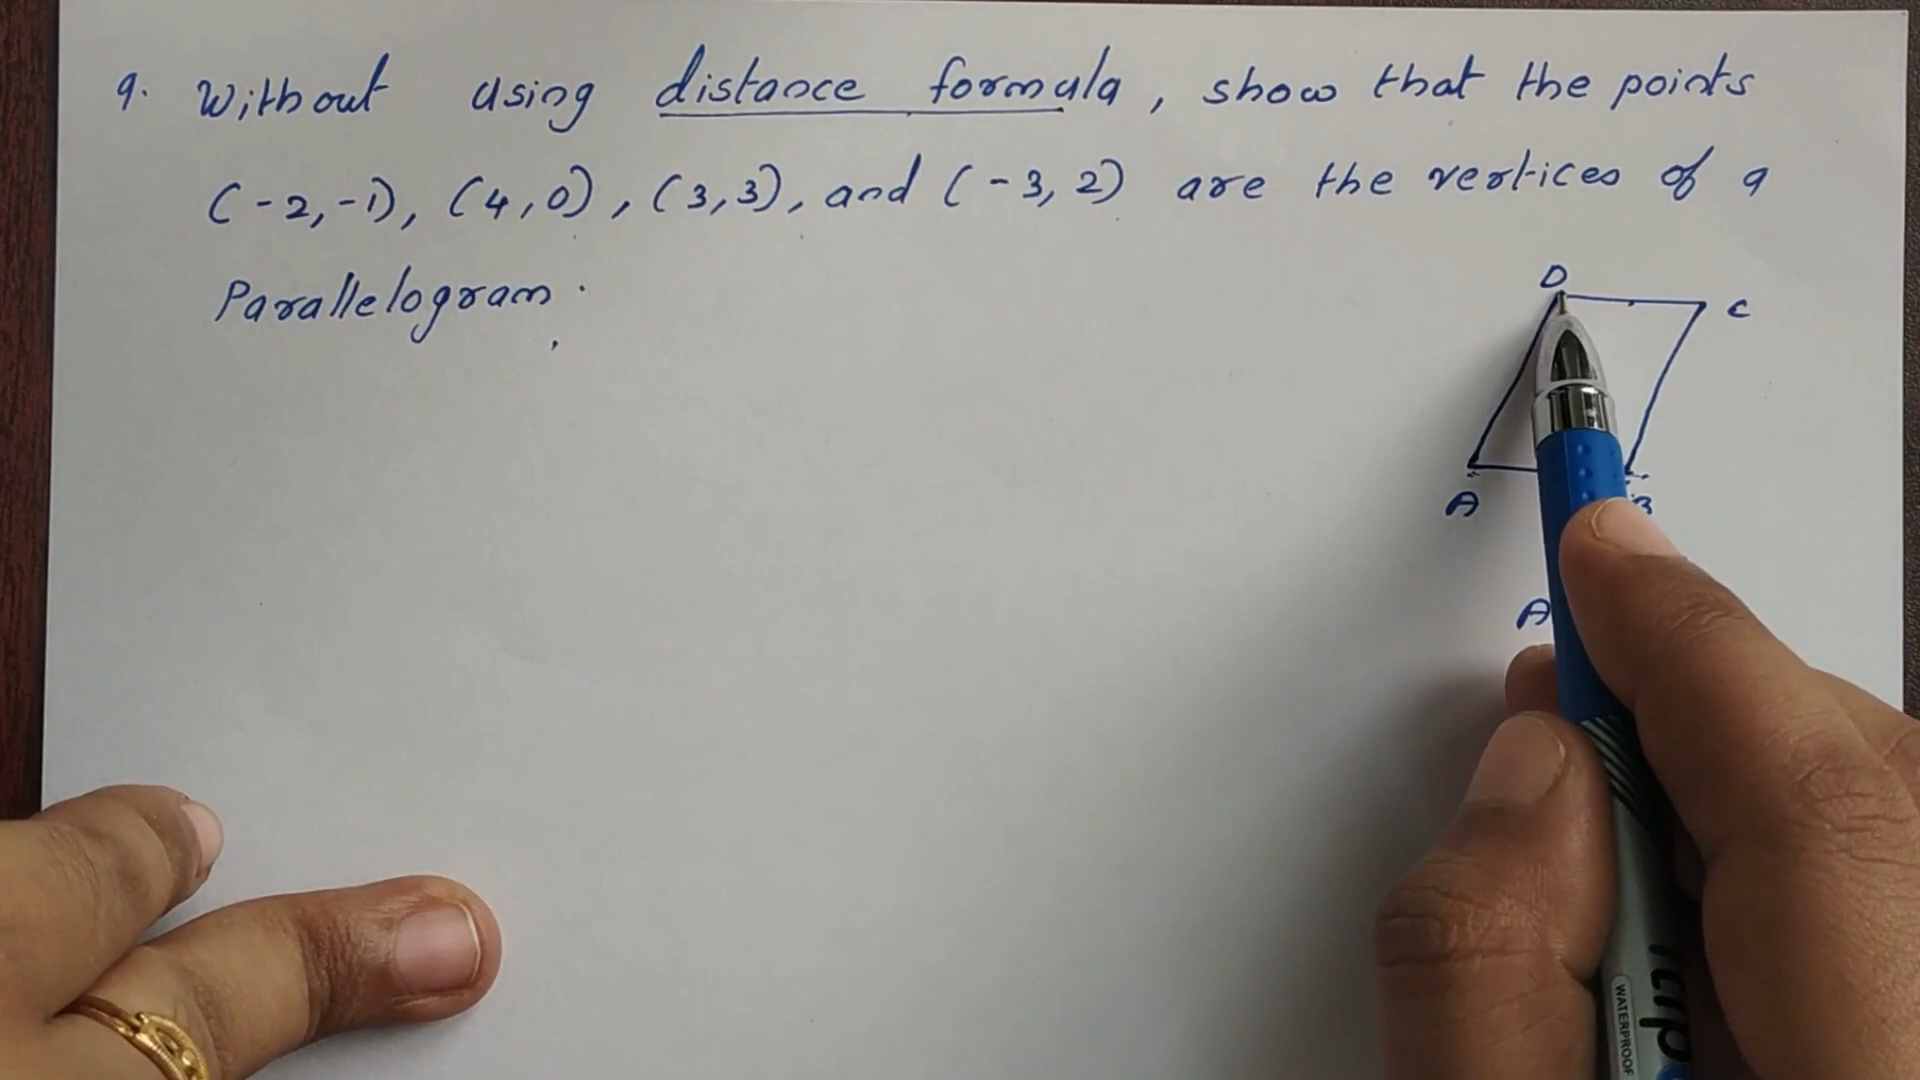 9. Without using distance formula, show that the points
(-2,-1), (4,0), (3,3), and (-3,2) are the vertices of a
Parallelogram.
D
C
A
B
A
WATERPROOF